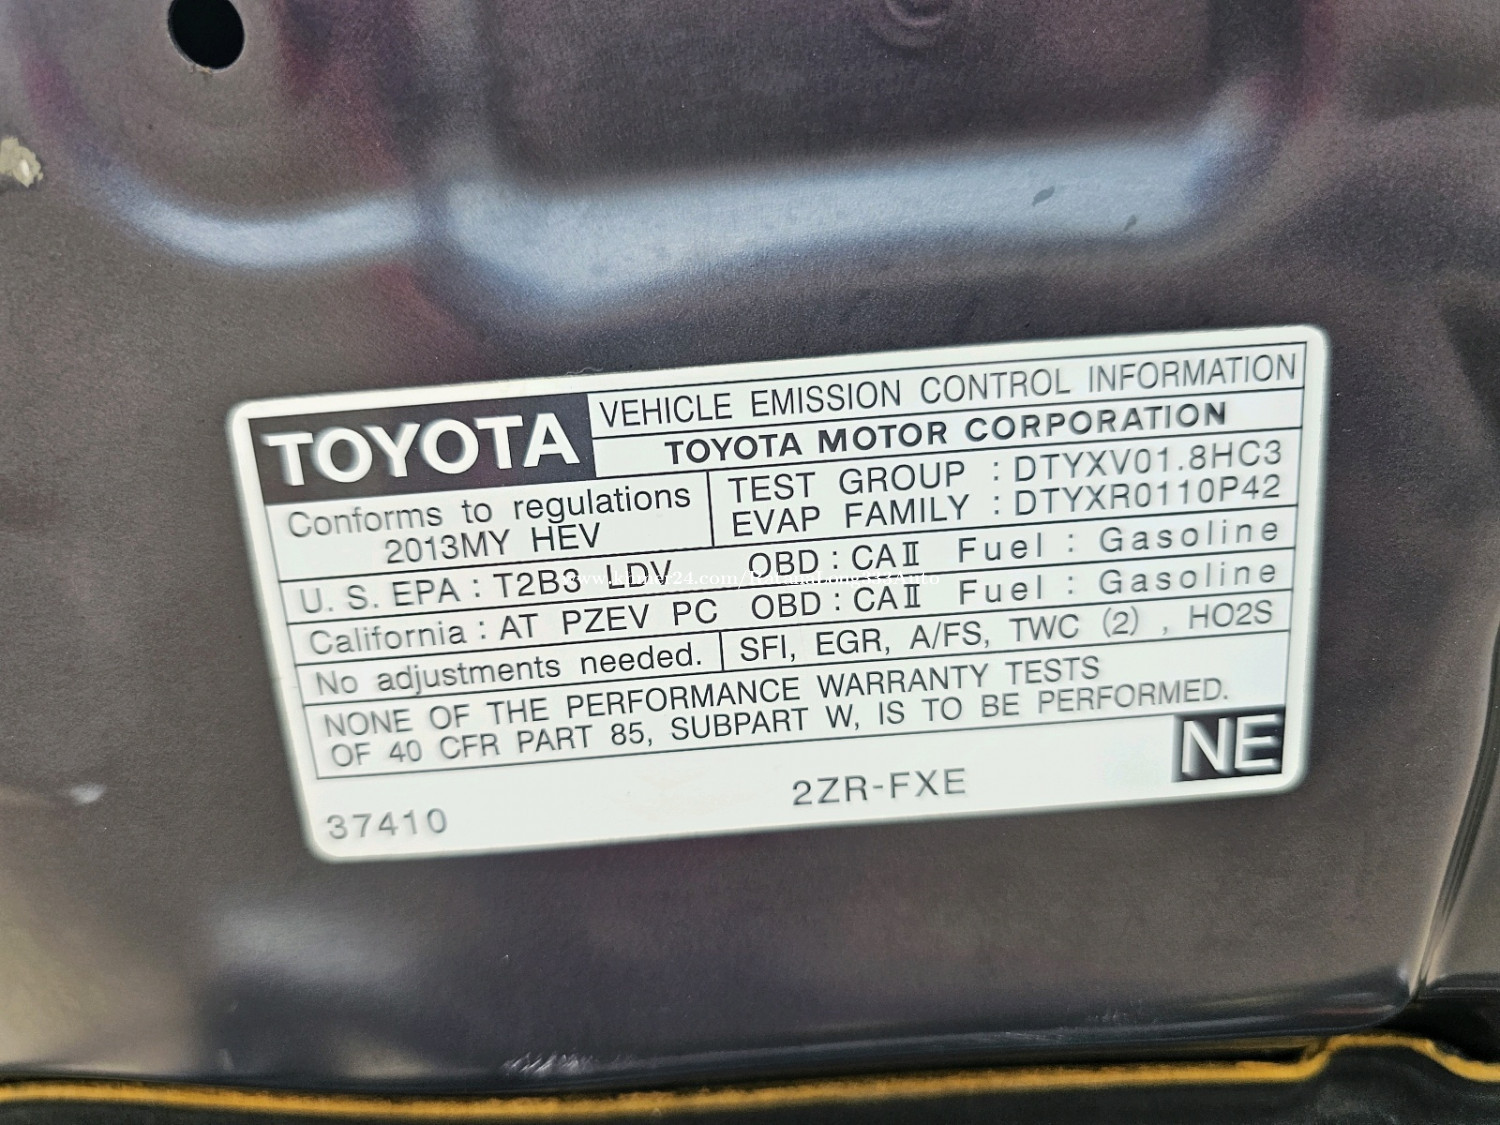 TOYOTA
VEHICLE EMISSION CONTROL INFORMATION
TOYOTA MOTOR CORPORATION
Conforms to regulations
2013MY HEV
TEST GROUP : DTYXV01.8HC3
EVAP FAMILY : DTYXR0110P42
U. S. EPA : T2B3 LDV OBD : CAⅡ Fuel : Gasoline
California : AT PZEV PC OBD : CAⅡ Fuel : Gasoline
No adjustments needed. SFI, EGR, A/FS, TWC (2) , HO2S
NONE OF THE PERFORMANCE WARRANTY TESTS
OF 40 CFR PART 85, SUBPART W, IS TO BE PERFORMED.
NE
37410 2ZR-FXE